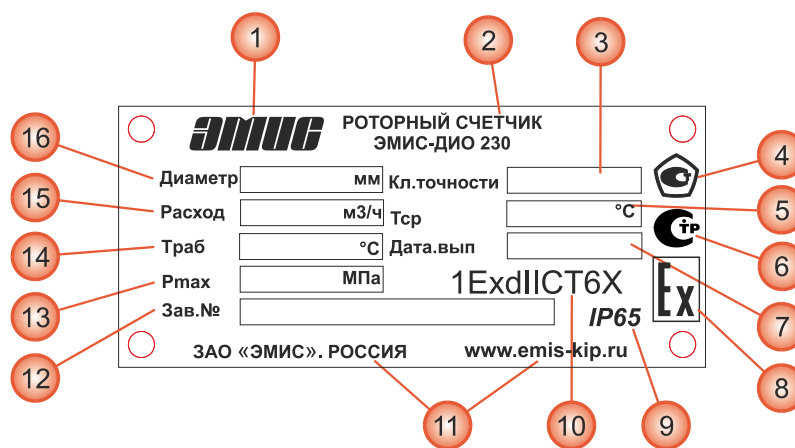 1 2 3
16 ЭМИС РОТОРНЫЙ СЧЕТЧИК
ЭМИС-ДИО 230 4
15 Диаметр мм Кл.точности
Расход м3/ч Тср °C 5
14 Траб °C Дата.вып ТР 6
13 Pmax МПа 1ExdIICT6X Ex 7
12 Зав.№ IP65
ЗАО «ЭМИС». РОССИЯ www.emis-kip.ru 8
11 10 9